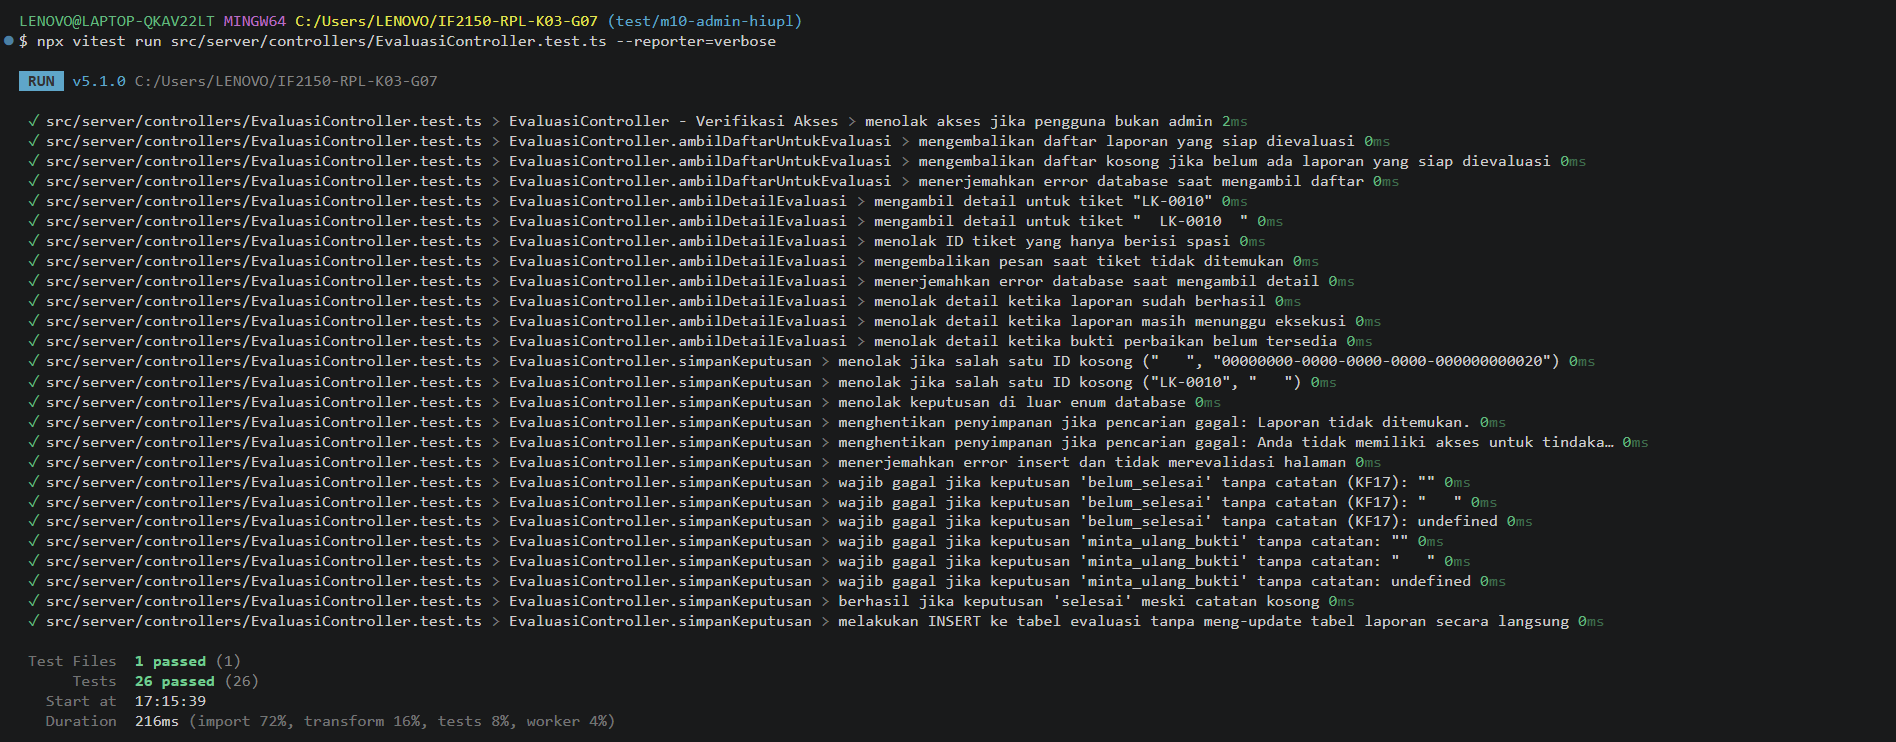 LENOVO@LAPTOP-QKAV22LT MINGW64 C:/Users/LENOVO/IF2150-RPL-K03-G07 (test/m10-admin-hiupl)
$ npx vitest run src/server/controllers/EvaluasiController.test.ts --reporter=verbose
RUN v5.1.0 C:/Users/LENOVO/IF2150-RPL-K03-G07
✓ src/server/controllers/EvaluasiController.test.ts > EvaluasiController - Verifikasi Akses > menolak akses jika pengguna bukan admin 2ms
✓ src/server/controllers/EvaluasiController.test.ts > EvaluasiController.ambilDaftarUntukEvaluasi > mengembalikan daftar laporan yang siap dievaluasi 0ms
✓ src/server/controllers/EvaluasiController.test.ts > EvaluasiController.ambilDaftarUntukEvaluasi > mengembalikan daftar kosong jika belum ada laporan yang siap dievaluasi 0ms
✓ src/server/controllers/EvaluasiController.test.ts > EvaluasiController.ambilDaftarUntukEvaluasi > menerjemahkan error database saat mengambil daftar 0ms
✓ src/server/controllers/EvaluasiController.test.ts > EvaluasiController.ambilDetailEvaluasi > mengambil detail untuk tiket "LK-0010" 0ms
✓ src/server/controllers/EvaluasiController.test.ts > EvaluasiController.ambilDetailEvaluasi > mengambil detail untuk tiket "  LK-0010  " 0ms
✓ src/server/controllers/EvaluasiController.test.ts > EvaluasiController.ambilDetailEvaluasi > menolak ID tiket yang hanya berisi spasi 0ms
✓ src/server/controllers/EvaluasiController.test.ts > EvaluasiController.ambilDetailEvaluasi > mengembalikan pesan saat tiket tidak ditemukan 0ms
✓ src/server/controllers/EvaluasiController.test.ts > EvaluasiController.ambilDetailEvaluasi > menerjemahkan error database saat mengambil detail 0ms
✓ src/server/controllers/EvaluasiController.test.ts > EvaluasiController.ambilDetailEvaluasi > menolak detail ketika laporan sudah berhasil 0ms
✓ src/server/controllers/EvaluasiController.test.ts > EvaluasiController.ambilDetailEvaluasi > menolak detail ketika laporan masih menunggu eksekusi 0ms
✓ src/server/controllers/EvaluasiController.test.ts > EvaluasiController.ambilDetailEvaluasi > menolak detail ketika bukti perbaikan belum tersedia 0ms
✓ src/server/controllers/EvaluasiController.test.ts > EvaluasiController.simpanKeputusan > menolak jika salah satu ID kosong ("   ", "00000000-0000-0000-0000-000000000020") 0ms
✓ src/server/controllers/EvaluasiController.test.ts > EvaluasiController.simpanKeputusan > menolak jika salah satu ID kosong ("LK-0010", "   ") 0ms
✓ src/server/controllers/EvaluasiController.test.ts > EvaluasiController.simpanKeputusan > menolak keputusan di luar enum database 0ms
✓ src/server/controllers/EvaluasiController.test.ts > EvaluasiController.simpanKeputusan > menghentikan penyimpanan jika pencarian gagal: Laporan tidak ditemukan. 0ms
✓ src/server/controllers/EvaluasiController.test.ts > EvaluasiController.simpanKeputusan > menghentikan penyimpanan jika pencarian gagal: Anda tidak memiliki akses untuk tindaka… 0ms
✓ src/server/controllers/EvaluasiController.test.ts > EvaluasiController.simpanKeputusan > menerjemahkan error insert dan tidak merevalidasi halaman 0ms
✓ src/server/controllers/EvaluasiController.test.ts > EvaluasiController.simpanKeputusan > wajib gagal jika keputusan 'belum_selesai' tanpa catatan (KF17): "" 0ms
✓ src/server/controllers/EvaluasiController.test.ts > EvaluasiController.simpanKeputusan > wajib gagal jika keputusan 'belum_selesai' tanpa catatan (KF17): "   " 0ms
✓ src/server/controllers/EvaluasiController.test.ts > EvaluasiController.simpanKeputusan > wajib gagal jika keputusan 'belum_selesai' tanpa catatan (KF17): undefined 0ms
✓ src/server/controllers/EvaluasiController.test.ts > EvaluasiController.simpanKeputusan > wajib gagal jika keputusan 'minta_ulang_bukti' tanpa catatan: "" 0ms
✓ src/server/controllers/EvaluasiController.test.ts > EvaluasiController.simpanKeputusan > wajib gagal jika keputusan 'minta_ulang_bukti' tanpa catatan: "   " 0ms
✓ src/server/controllers/EvaluasiController.test.ts > EvaluasiController.simpanKeputusan > wajib gagal jika keputusan 'minta_ulang_bukti' tanpa catatan: undefined 0ms
✓ src/server/controllers/EvaluasiController.test.ts > EvaluasiController.simpanKeputusan > berhasil jika keputusan 'selesai' meski catatan kosong 0ms
✓ src/server/controllers/EvaluasiController.test.ts > EvaluasiController.simpanKeputusan > melakukan INSERT ke tabel evaluasi tanpa meng-update tabel laporan secara langsung 0ms
Test Files 1 passed (1)
Tests 26 passed (26)
Start at 17:15:39
Duration 216ms (import 72%, transform 16%, tests 8%, worker 4%)